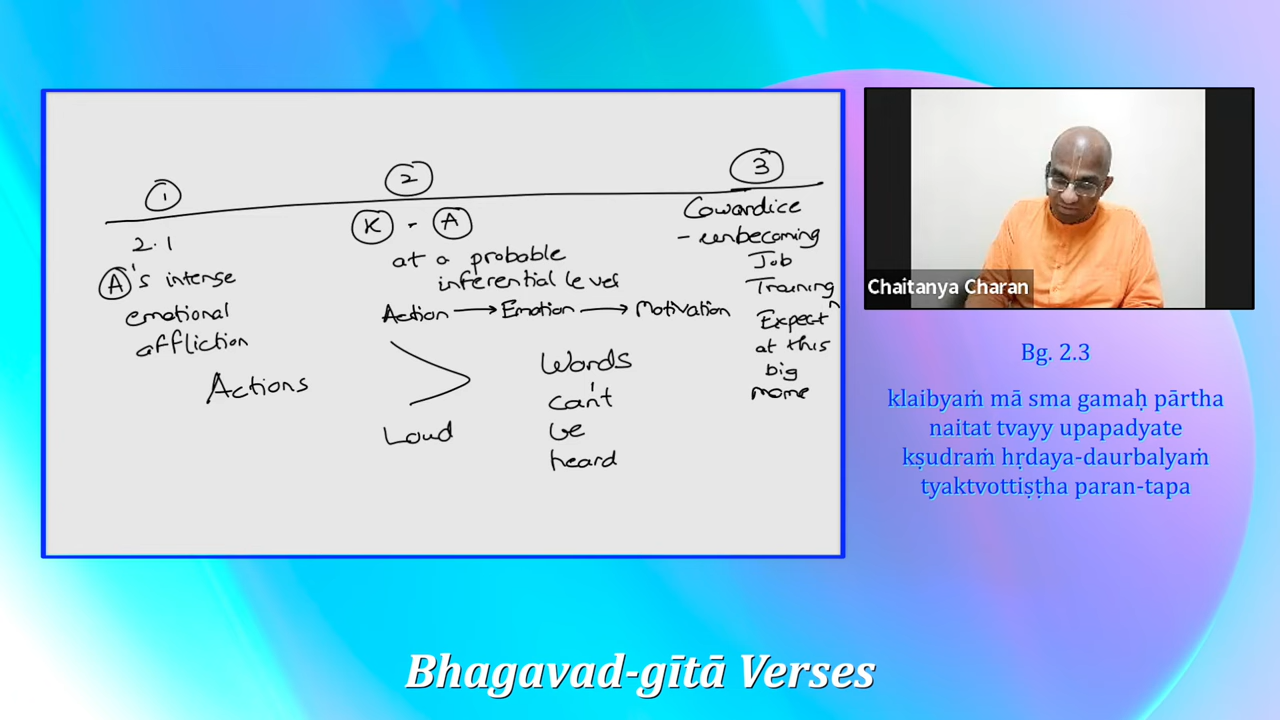 1
2
3
2.1
A's intense
emotional
affliction
Actions
K - A
at a probable
inferential level
Action → Emotion → Motivation
Loud
Words
can't
be
heard
Cowardice
- unbecoming
Job
Training
Expectn
at this
big
mome
Chaitanya Charan
Bg. 2.3
klaibyaṁ mā sma gamaḥ pārtha
naitat tvayy upapadyate
kṣudraṁ hṛdaya-daurbalyaṁ
tyaktvottiṣṭha paran-tapa
Bhagavad-gītā Verses